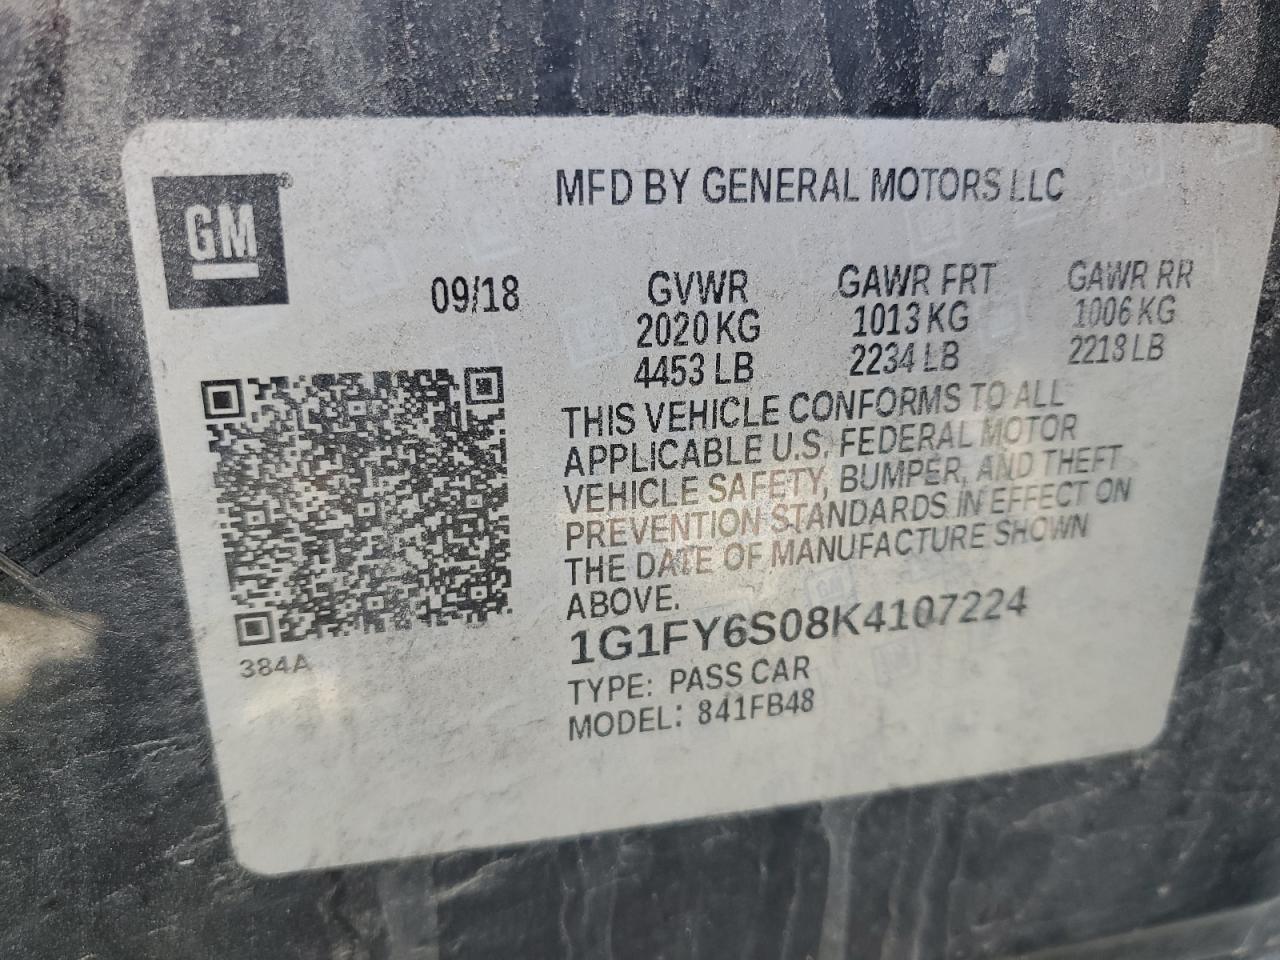 GM
MFD BY GENERAL MOTORS LLC
09/18
GVWR GAWR FRT GAWR RR
2020 KG 1013 KG 1006 KG
4453 LB 2234 LB 2218 LB
THIS VEHICLE CONFORMS TO ALL
APPLICABLE U.S. FEDERAL MOTOR
VEHICLE SAFETY, BUMPER, AND THEFT
PREVENTION STANDARDS IN EFFECT ON
THE DATE OF MANUFACTURE SHOWN
ABOVE.
1G1FY6S08K4107224
384A
TYPE: PASS CAR
MODEL: 841FB48